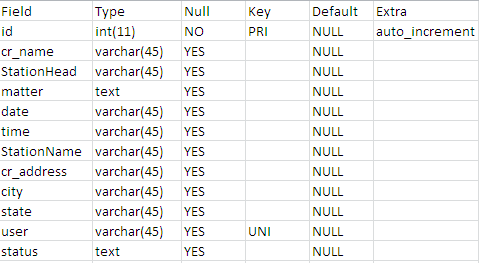 Field Type Null Key Default Extra
id int(11) NO PRI NULL auto_increment
cr_name varchar(45) YES NULL
StationHead varchar(45) YES NULL
matter text YES NULL
date varchar(45) YES NULL
time varchar(45) YES NULL
StationName varchar(45) YES NULL
cr_address varchar(45) YES NULL
city varchar(45) YES NULL
state varchar(45) YES NULL
user varchar(45) YES UNI NULL
status text YES NULL